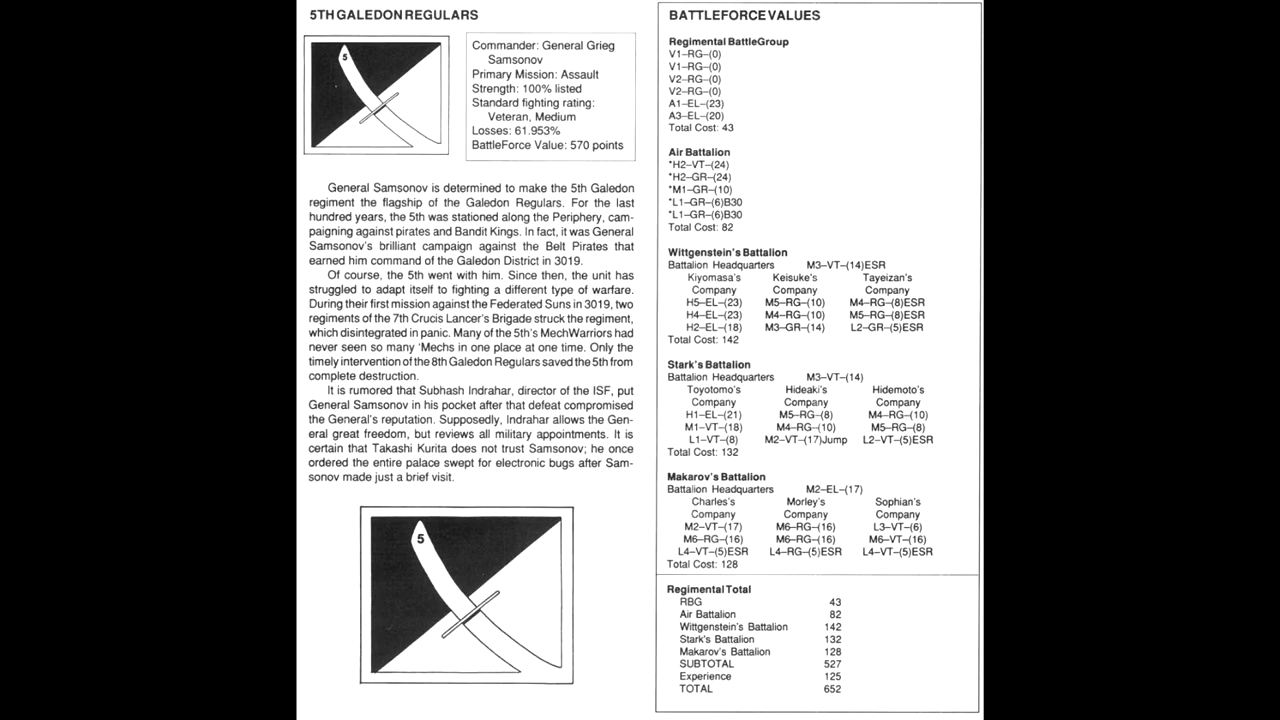 5TH GALEDON REGULARS
5
Commander: General Grieg
Samsonov
Primary Mission: Assault
Strength: 100% listed
Standard fighting rating:
Veteran, Medium
Losses: 61.953%
BattleForce Value: 570 points
General Samsonov is determined to make the 5th Galedon
regiment the flagship of the Galedon Regulars. For the last
hundred years, the 5th was stationed along the Periphery, cam-
paigning against pirates and Bandit Kings. In fact, it was General
Samsonov's brilliant campaign against the Belt Pirates that
earned him command of the Galedon District in 3019.
Of course, the 5th went with him. Since then, the unit has
struggled to adapt itself to fighting a different type of warfare.
During their first mission against the Federated Suns in 3019, two
regiments of the 7th Crucis Lancer's Brigade struck the regiment,
which disintegrated in panic. Many of the 5th's MechWarriors had
never seen so many 'Mechs in one place at one time. Only the
timely intervention of the 8th Galedon Regulars saved the 5th from
complete destruction.
It is rumored that Subhash Indrahar, director of the ISF, put
General Samsonov in his pocket after that defeat compromised
the General's reputation. Supposedly, Indrahar allows the Gen-
eral great freedom, but reviews all military appointments. It is
certain that Takashi Kurita does not trust Samsonov; he once
ordered the entire palace swept for electronic bugs after Sam-
sonov made just a brief visit.
5
BATTLEFORCE VALUES
Regimental BattleGroup
V1–RG–(0)
V1–RG–(0)
V2–RG–(0)
V2–RG–(0)
A1–EL–(23)
A3–EL–(20)
Total Cost: 43
Air Battalion
*H2–VT–(24)
*H2–GR–(24)
*M1–GR–(10)
*L1–GR–(6)B30
*L1–GR–(6)B30
Total Cost: 82
Wittgenstein's Battalion
Battalion Headquarters M3–VT–(14)ESR
Kiyomasa's Keisuke's Tayeizan's
Company Company Company
H5–EL–(23) M5–RG–(10) M4–RG–(8)ESR
H4–EL–(23) M4–RG–(10) M5–RG–(8)ESR
H2–EL–(18) M3–GR–(14) L2–GR–(5)ESR
Total Cost: 142
Stark's Battalion
Battalion Headquarters M3–VT–(14)
Toyotomo's Hideaki's Hidemoto's
Company Company Company
H1–EL–(21) M5–RG–(8) M4–RG–(10)
M1–VT–(18) M4–RG–(10) M5–RG–(8)
L1–VT–(8) M2–VT–(17)Jump L2–VT–(5)ESR
Total Cost: 132
Makarov's Battalion
Battalion Headquarters M2–EL–(17)
Charles's Morley's Sophian's
Company Company Company
M2–VT–(17) M6–RG–(16) L3–VT–(6)
M6–RG–(16) M6–RG–(16) M6–VT–(16)
L4–VT–(5)ESR L4–RG–(5)ESR L4–VT–(5)ESR
Total Cost: 128
Regimental Total
RBG 43
Air Battalion 82
Wittgenstein's Battalion 142
Stark's Battalion 132
Makarov's Battalion 128
SUBTOTAL 527
Experience 125
TOTAL 652